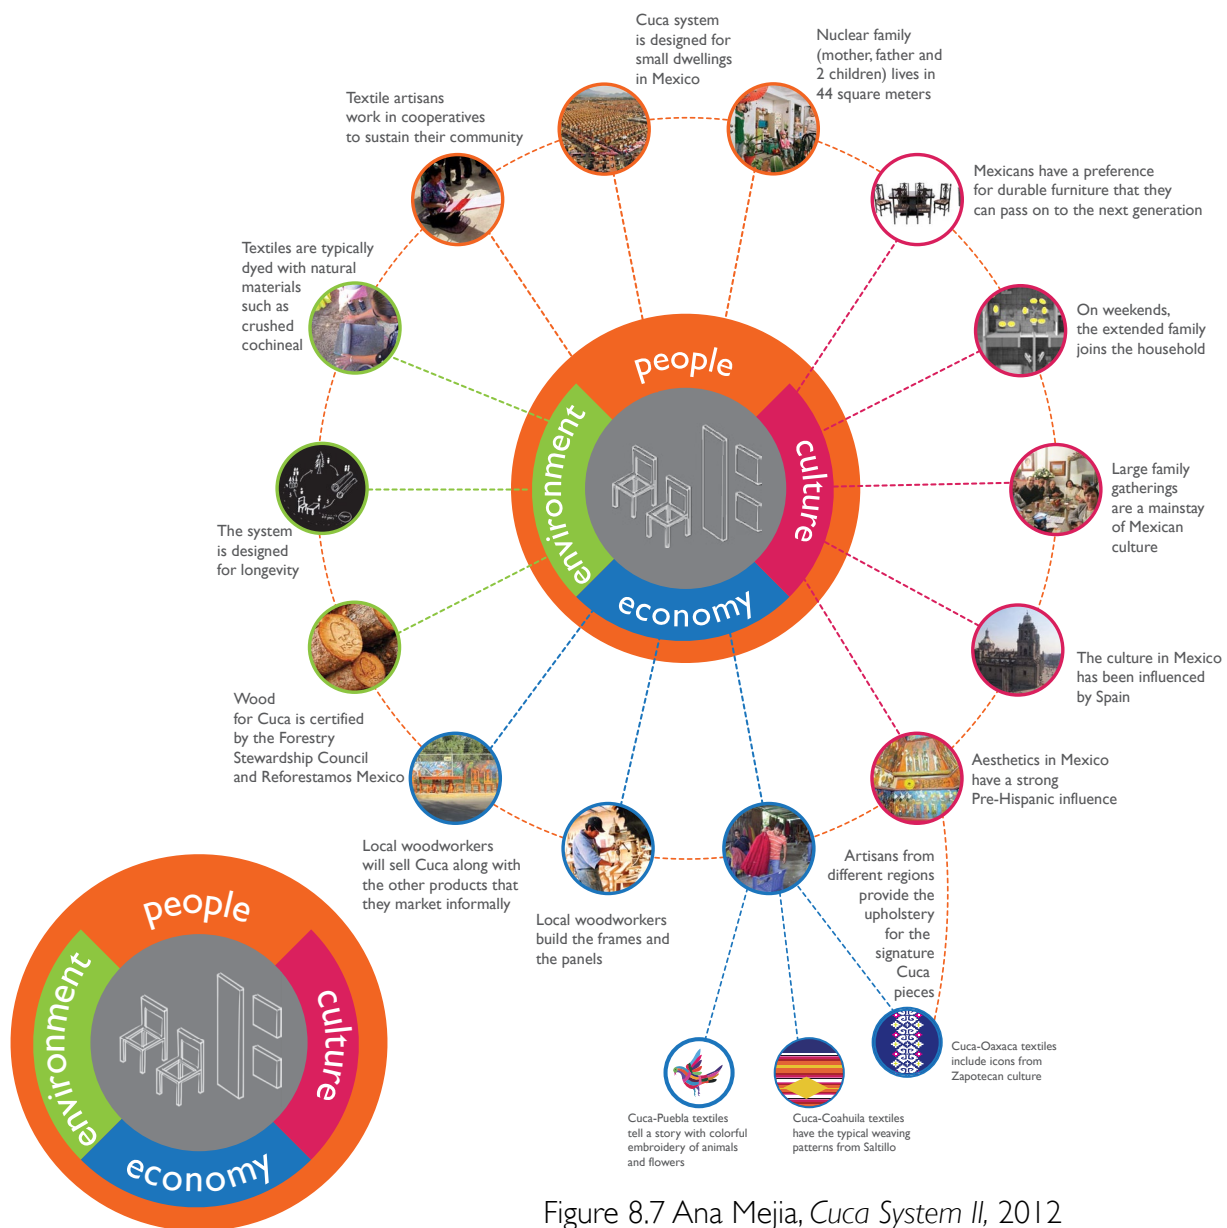 Cuca system
is designed for
small dwellings
in Mexico
Nuclear family
(mother, father and
2 children) lives in
44 square meters
Textile artisans
work in cooperatives
to sustain their community
Mexicans have a preference
for durable furniture that they
can pass on to the next generation
Textiles are typically
dyed with natural
materials
such as
crushed
cochineal
On weekends,
the extended family
joins the household
people
environment
culture
economy
Large family
gatherings
are a mainstay
of Mexican
culture
The system
is designed
for longevity
The culture in Mexico
has been influenced
by Spain
Wood
for Cuca is certified
by the Forestry
Stewardship Council
and Reforestamos Mexico
FSC
Aesthetics in Mexico
have a strong
Pre-Hispanic influence
Local woodworkers
will sell Cuca along with
the other products that
they market informally
Local woodworkers
build the frames and
the panels
Artisans from
different regions
provide the
upholstery
for the
signature
Cuca
pieces
people
environment
culture
economy
Cuca-Puebla textiles
tell a story with colorful
embroidery of animals
and flowers
Cuca-Coahuila textiles
have the typical weaving
patterns from Saltillo
Cuca-Oaxaca textiles
include icons from
Zapotecan culture
Figure 8.7 Ana Mejia, Cuca System II, 2012